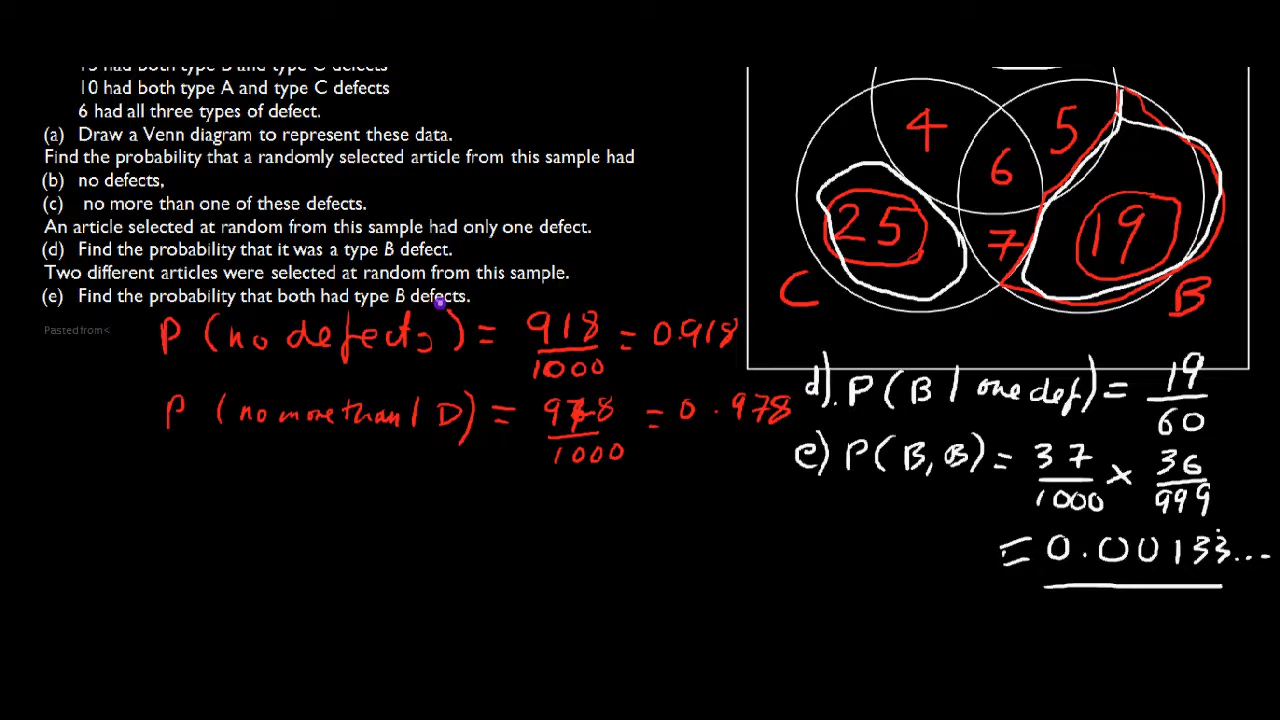 10 had both type A and type C defects
6 had all three types of defect.
(a) Draw a Venn diagram to represent these data.
Find the probability that a randomly selected article from this sample had
(b) no defects,
(c) no more than one of these defects.
An article selected at random from this sample had only one defect.
(d) Find the probability that it was a type B defect.
Two different articles were selected at random from this sample.
(e) Find the probability that both had type B defects.
Pasted from <
P (no defects) = 918/1000 = 0.918
P (no more than 1 D) = 978/1000 = 0.978
4
5
6
25
7
19
C
B
d). P(B | one def) = 19/60
e) P(B, B) = 37/1000 × 36/999
= 0.00133...